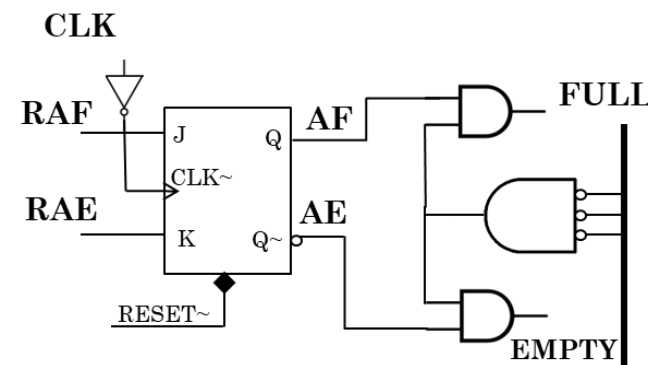 CLK
FULL
RAF
J
Q
AF
CLK~
RAE
K
Q~
AE
RESET~
EMPTY